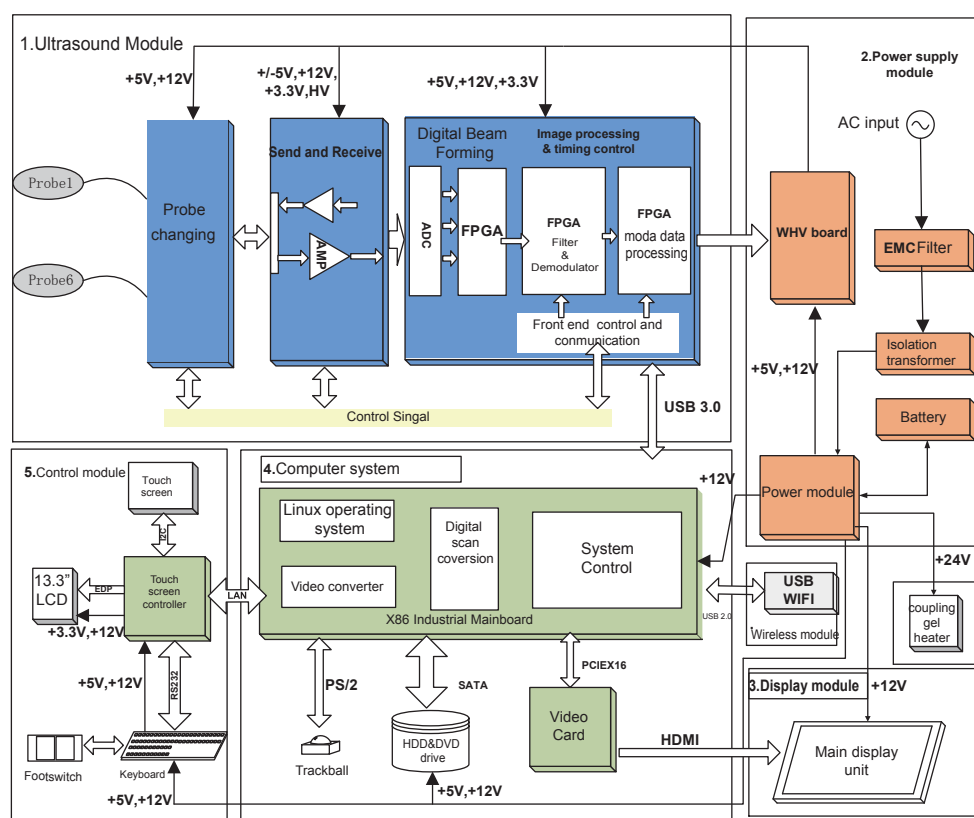 1.Ultrasound Module
+5V,+12V
+/-5V,+12V,
+3.3V,HV
+5V,+12V,+3.3V
2.Power supply
module
AC input
Probe1
Probe6
Probe
changing
Send and Receive
AMP
Digital Beam
Forming
Image processing
& timing control
ADC
FPGA
FPGA
Filter
&
Demodulator
FPGA
moda data
processing
Front end control and
conmunication
WHV board
EMC Filter
Isolation
transformer
Battery
+5V,+12V
Power module
Control Singal
USB 3.0
+12V
+24V
5.Control module
Touch
screen
I2C
13.3”
LCD
EDP
Touch
screen
controller
+3.3V,+12V
LAN
+5V,+12V
RS232
Footswitch
Keyboard
+5V,+12V
4.Computer system
Linux operating
system
Video converter
Digital
scan
coversion
System
Control
X86 Industrial Mainboard
USB 2.0
USB
WIFI
Wireless module
coupling
gel
heater
PS/2
Trackball
SATA
HDD&DVD
drive
+5V,+12V
PCIEX16
Video
Card
HDMI
3.Display module
+12V
Main display
unit